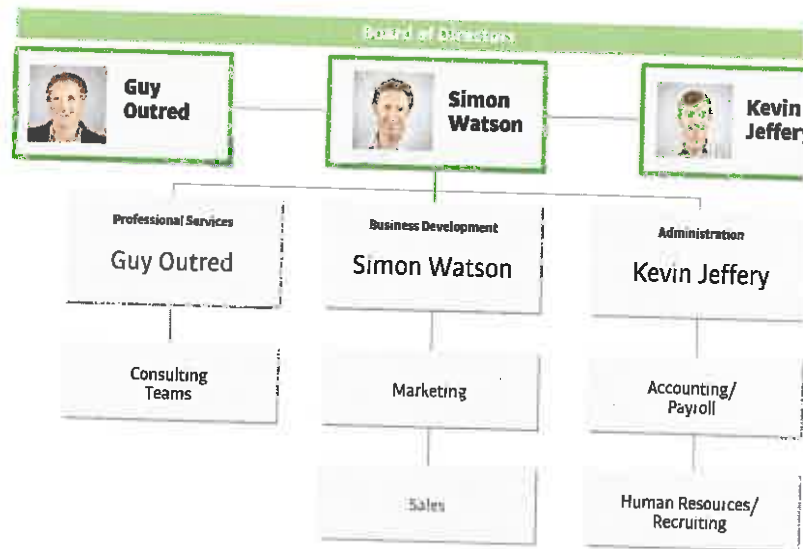 Board of Directors
Guy
Outred
Simon
Watson
Kevin
Jeffery
Professional Services
Guy Outred
Business Development
Simon Watson
Administration
Kevin Jeffery
Consulting
Teams
Marketing
Accounting/
Payroll
Sales
Human Resources/
Recruiting